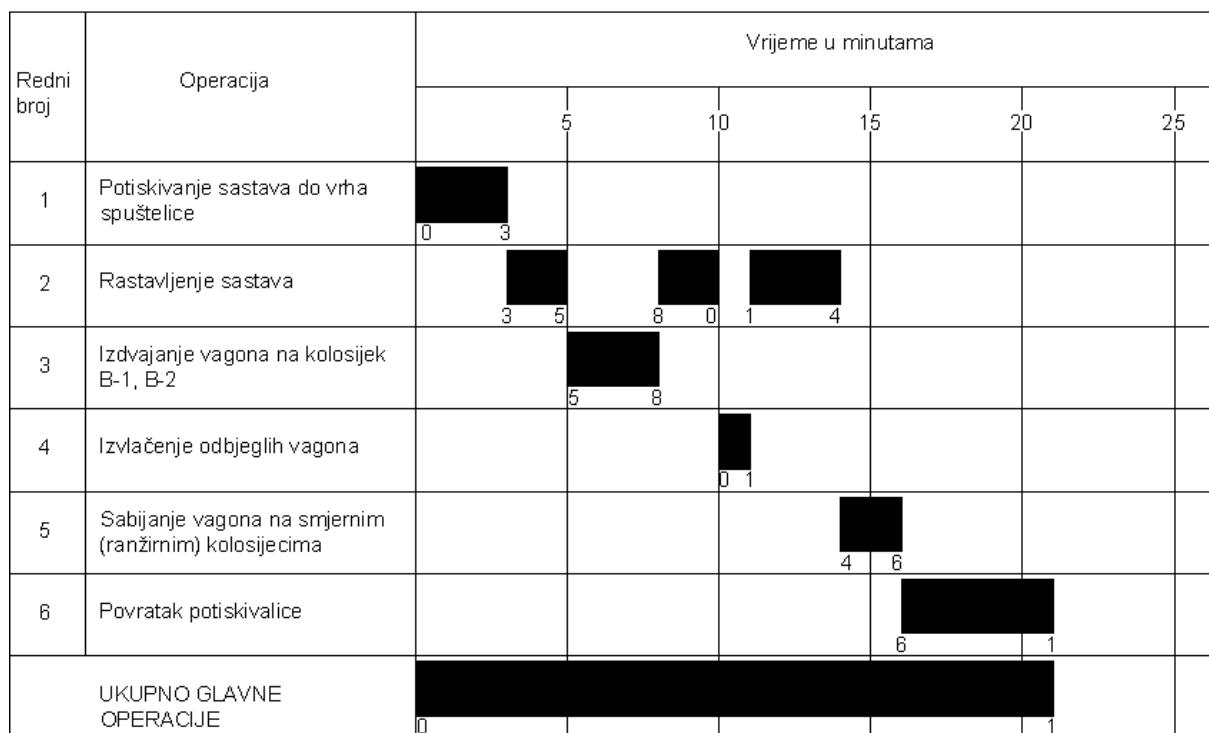 Vrijeme u minutama
Redni
broj
Operacija
5 10 15 20 25
1
Potiskivanje sastava do vrha
spuštelice
0 3
2
Rastavljenje sastava
3 5 8 0 1 4
3
Izdvajanje vagona na kolosijek
B-1, B-2
5 8
4
Izvlačenje odbjeglih vagona
0 1
5
Sabijanje vagona na smjernim
(ranžirnim) kolosijecima
4 6
6
Povratak potiskivalice
6 1
UKUPNO GLAVNE
OPERACIJE
0 1